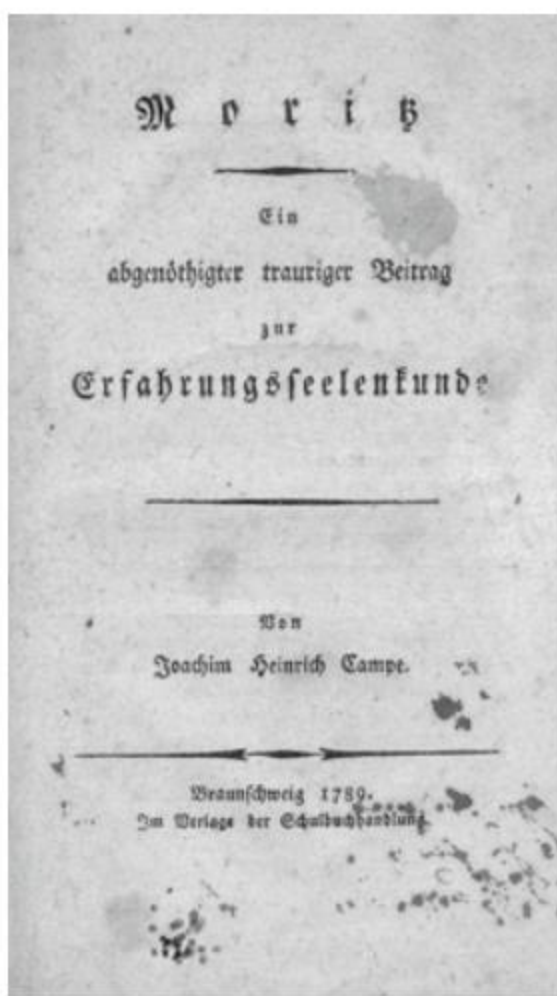 Moritz
Ein
abgenöthigter trauriger Beitrag
zur
Erfahrungsseelenkunde
Von
Joachim Heinrich Campe.
Braunschweig 1789.
Im Verlage der Schulbuchhandlung.